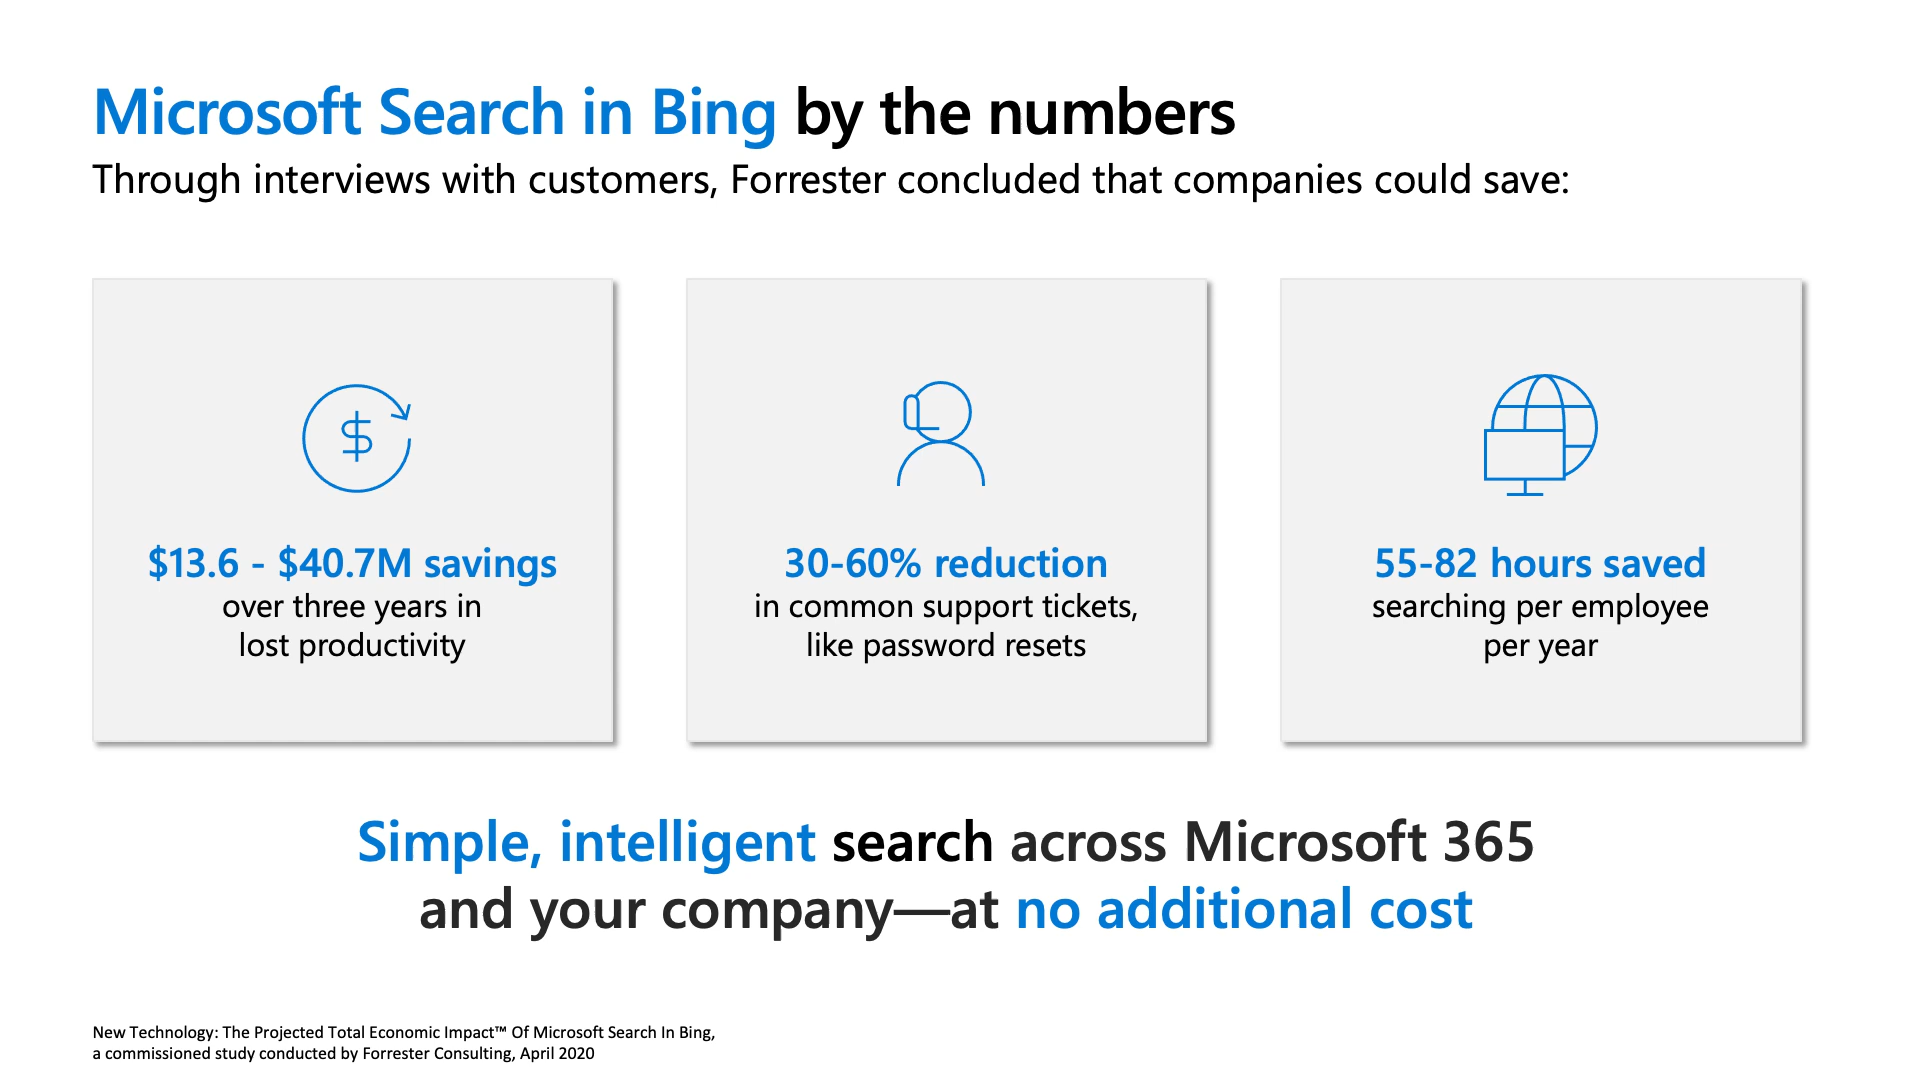 Microsoft Search in Bing by the numbers
Through interviews with customers, Forrester concluded that companies could save:
$
$13.6 - $40.7M savings
over three years in
lost productivity
30-60% reduction
in common support tickets,
like password resets
55-82 hours saved
searching per employee
per year
Simple, intelligent search across Microsoft 365
and your company—at no additional cost
New Technology: The Projected Total Economic Impact™ Of Microsoft Search In Bing,
a commissioned study conducted by Forrester Consulting, April 2020